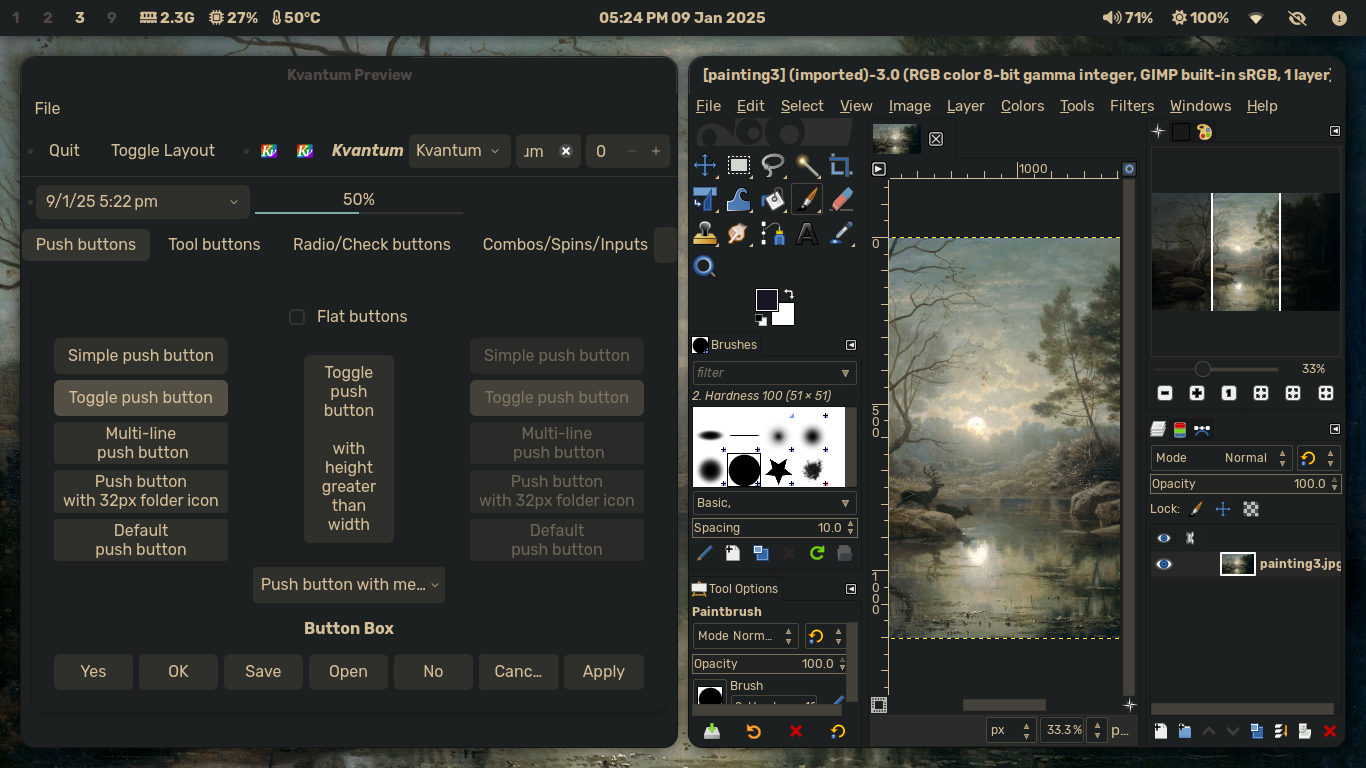 1 2 3 9 2.3G 27% 50°C
05:24 PM 09 Jan 2025
71% 100%
Kvantum Preview
File
Quit Toggle Layout Kvantum Kvantum 0
9/1/25 5:22 pm 50%
Push buttons Tool buttons Radio/Check buttons Combos/Spins/Inputs
Flat buttons
Simple push button
Toggle push button
Multi-line
push button
Push button
with 32px folder icon
Default
push button
Toggle
push
button
with
height
greater
than
width
Simple push button
Toggle push button
Multi-line
push button
Push button
with 32px folder icon
Default
push button
Push button with me...
Button Box
Yes OK Save Open No Canc... Apply
[painting3] (imported)-3.0 (RGB color 8-bit gamma integer, GIMP built-in sRGB, 1 layer)
File Edit Select View Image Layer Colors Tools Filters Windows Help
Brushes
filter
2. Hardness 100 (51 × 51)
Basic,
Spacing 10.0
Tool Options
Paintbrush
Mode Norm...
Opacity 100.0
Brush
1000
0
500
1000
px 33.3 % p...
33%
Mode Normal
Opacity 100.0
Lock:
painting3.jpg